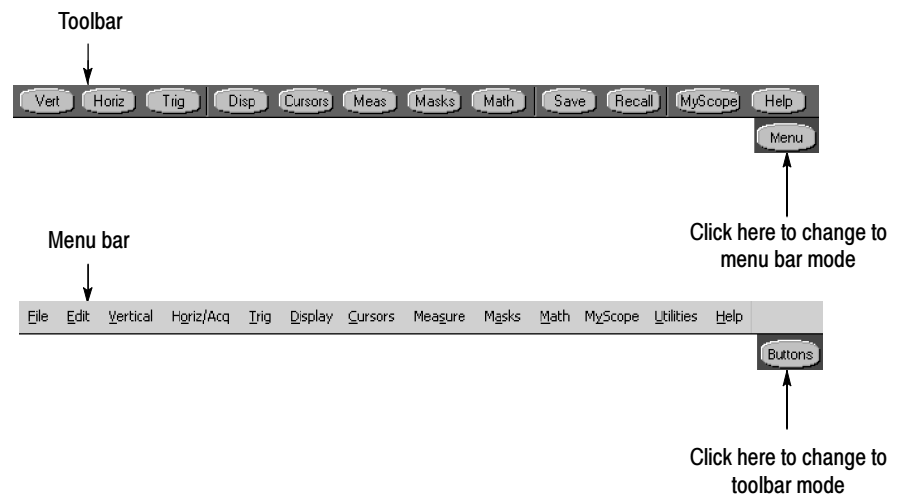 Toolbar
Vert Horiz Trig Disp Cursors Meas Masks Math Save Recall MyScope Help
Menu
Click here to change to
menu bar mode
Menu bar
File Edit Vertical Horiz/Acq Trig Display Cursors Measure Masks Math MyScope Utilities Help
Buttons
Click here to change to
toolbar mode